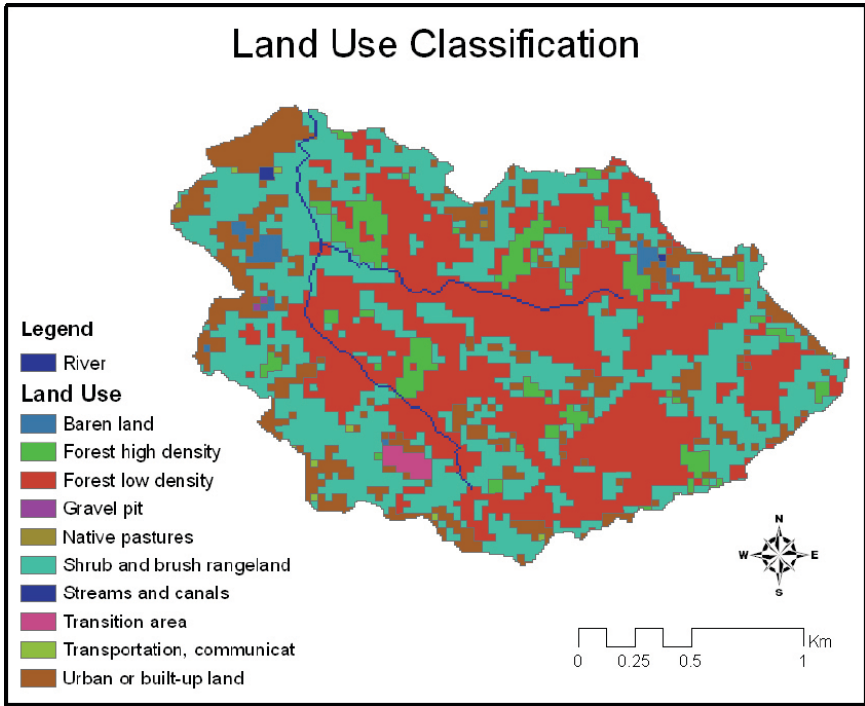 Land Use Classification
Legend
River
Land Use
Baren land
Forest high density
Forest low density
Gravel pit
Native pastures
Shrub and brush rangeland
Streams and canals
Transition area
Transportation, communicat
Urban or built-up land
N
W E
S
Km
0 0.25 0.5 1